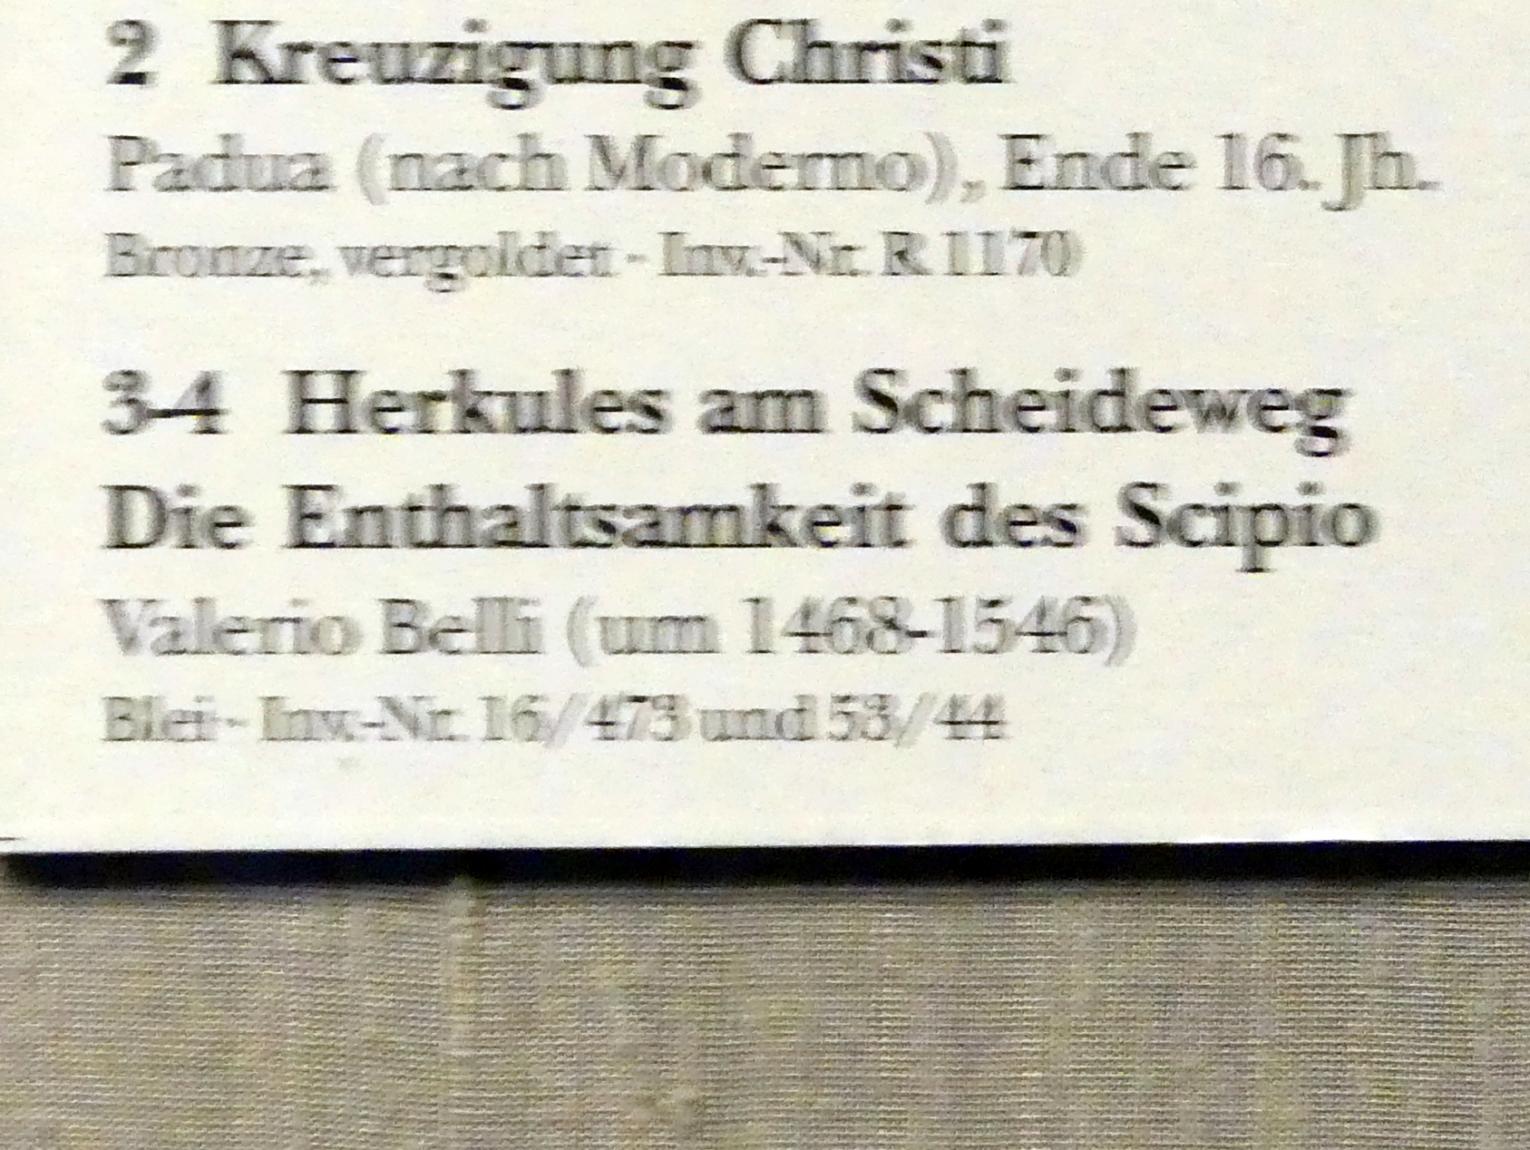 2 Kreuzigung Christi
Padua (nach Moderno), Ende 16. Jh.
Bronze, vergoldet - Inv.-Nr. R 1170
3-4 Herkules am Scheideweg
Die Enthaltsamkeit des Scipio
Valerio Belli (um 1468-1546)
Blei - Inv.-Nr. 16/473 und 53/44